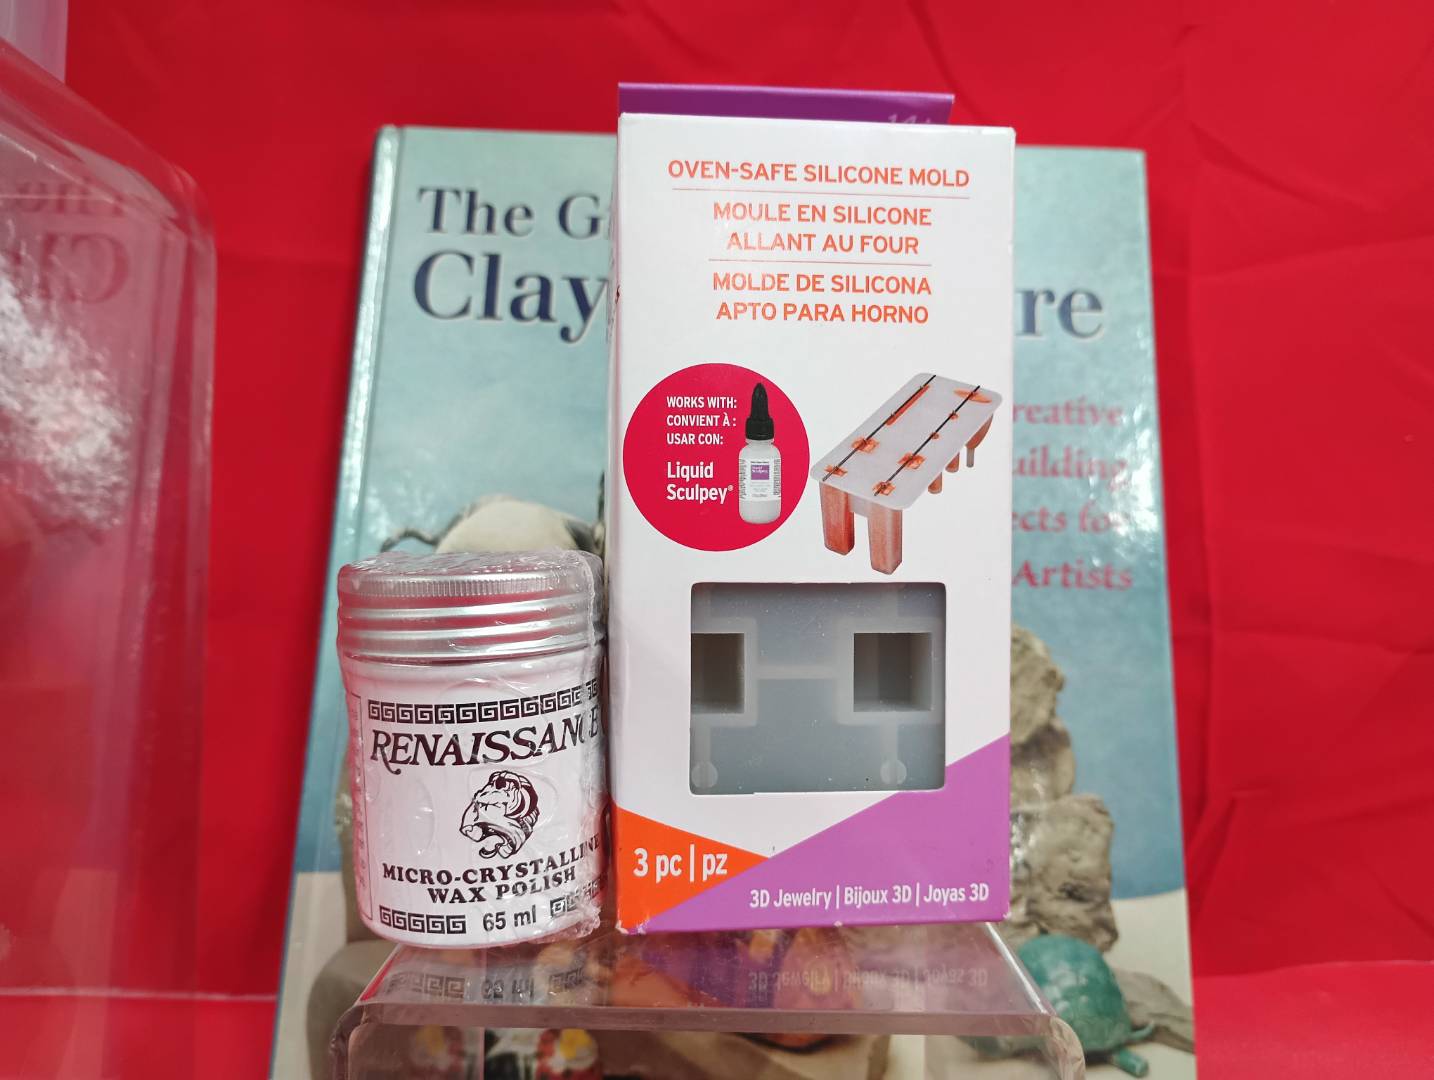 The
Clay
re
reative
uilding
ects fo
Artists
OVEN-SAFE SILICONE MOLD
MOULE EN SILICONE
ALLANT AU FOUR
MOLDE DE SILICONA
APTO PARA HORNO
WORKS WITH:
CONVIENT À :
USAR CON:
Liquid
Sculpey®
3 pc | pz
3D Jewelry | Bijoux 3D | Joyas 3D
RENAISSANCE
MICRO-CRYSTALLINE
WAX POLISH
65 ml